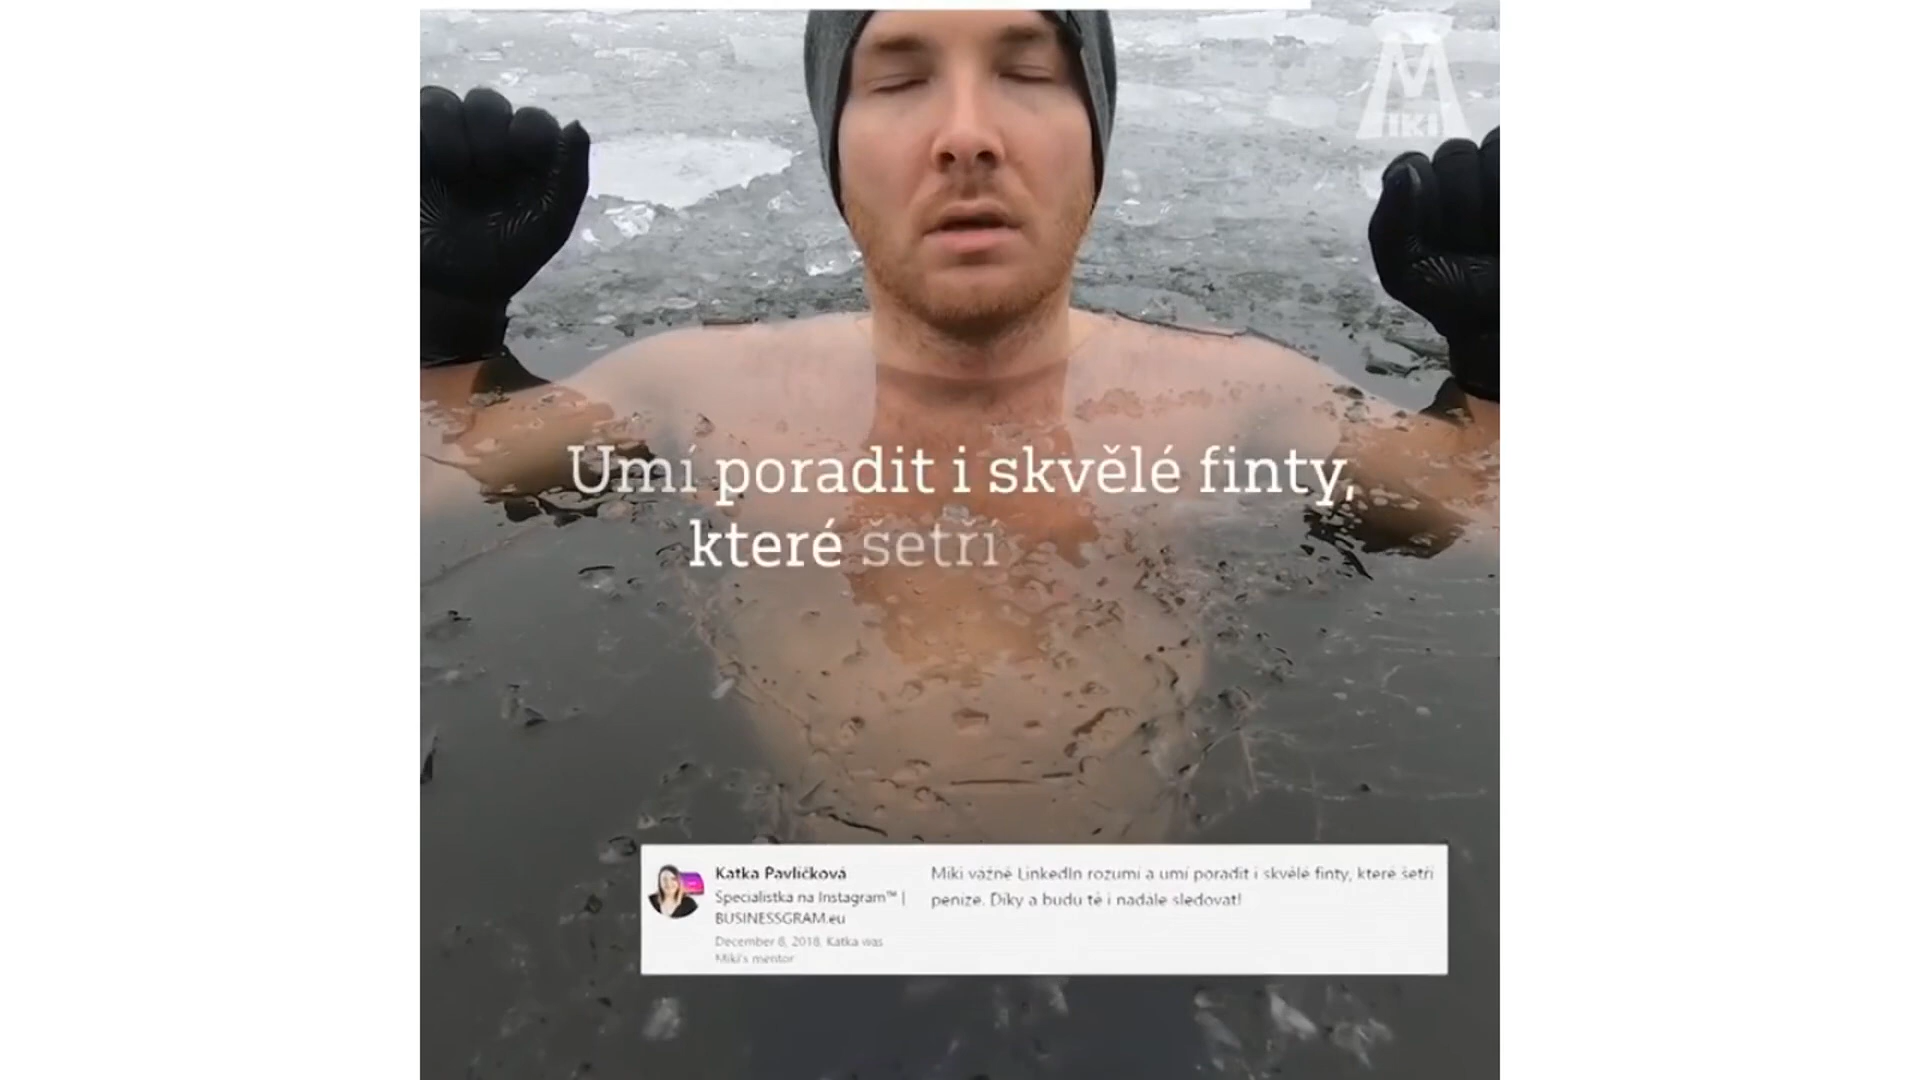 MIKI
Umí poradit i skvělé finty,
které šetří
Katka Pavlíčková
Specialistka na Instagram™ |
BUSINESSGRAM.eu
December 6, 2018, Katka was
Miki's mentor
Miki vážně LinkedIn rozumí a umí poradit i skvělé finty, které šetří
peníze. Díky a budu tě i nadále sledovat!